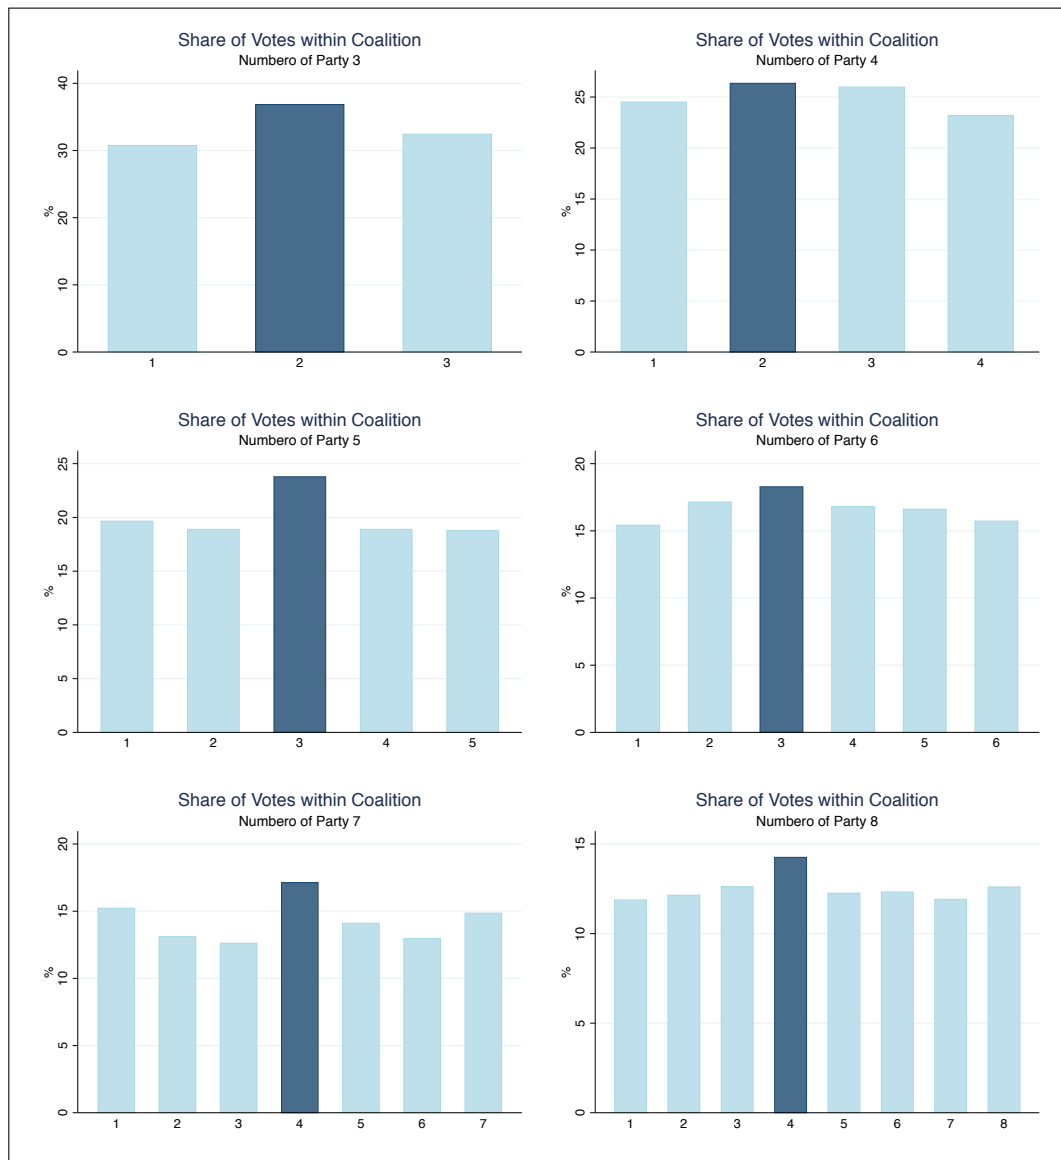 Share of Votes within Coalition
Numbero of Party 3
%
0
10
20
30
40
1 2 3
Share of Votes within Coalition
Numbero of Party 4
%
0
5
10
15
20
25
1 2 3 4
Share of Votes within Coalition
Numbero of Party 5
%
0
5
10
15
20
25
1 2 3 4 5
Share of Votes within Coalition
Numbero of Party 6
%
0
5
10
15
20
1 2 3 4 5 6
Share of Votes within Coalition
Numbero of Party 7
%
0
5
10
15
20
1 2 3 4 5 6 7
Share of Votes within Coalition
Numbero of Party 8
%
0
5
10
15
1 2 3 4 5 6 7 8